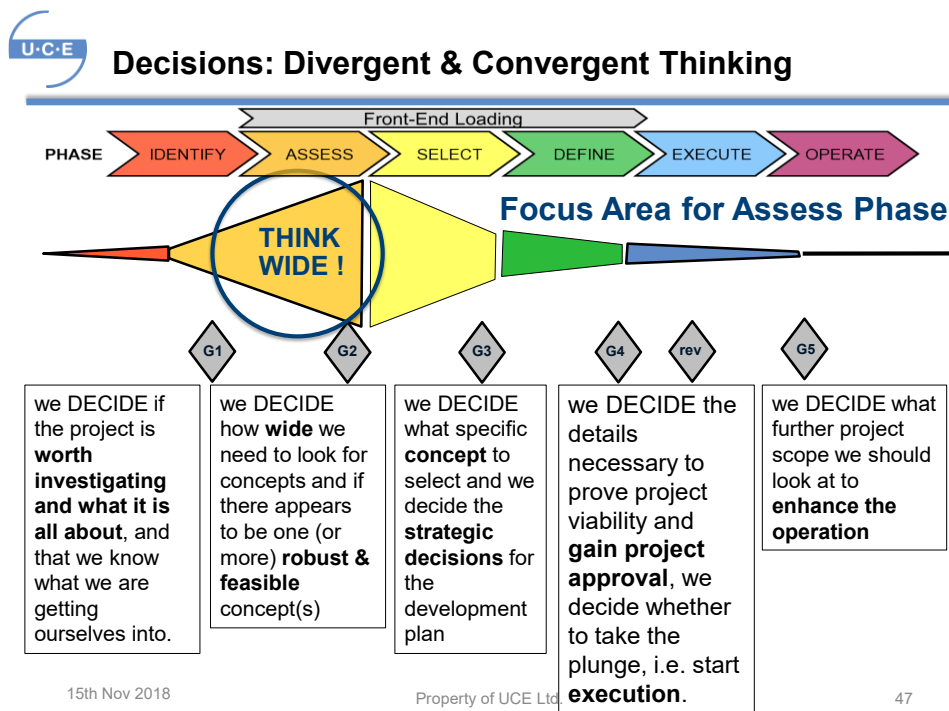 U·C·E
Decisions: Divergent & Convergent Thinking
Front-End Loading
PHASE
IDENTIFY
ASSESS
SELECT
DEFINE
EXECUTE
OPERATE
Focus Area for Assess Phase
THINK
WIDE !
G1
G2
G3
G4
rev
G5
we DECIDE if
the project is
worth
investigating
and what it is
all about, and
that we know
what we are
getting
ourselves into.
we DECIDE
how wide we
need to look for
concepts and if
there appears
to be one (or
more) robust &
feasible
concept(s)
we DECIDE
what specific
concept to
select and we
decide the
strategic
decisions for
the
development
plan
we DECIDE the
details
necessary to
prove project
viability and
gain project
approval, we
decide whether
to take the
plunge, i.e. start
execution.
we DECIDE what
further project
scope we should
look at to
enhance the
operation
15th Nov 2018
Property of UCE Ltd.
47